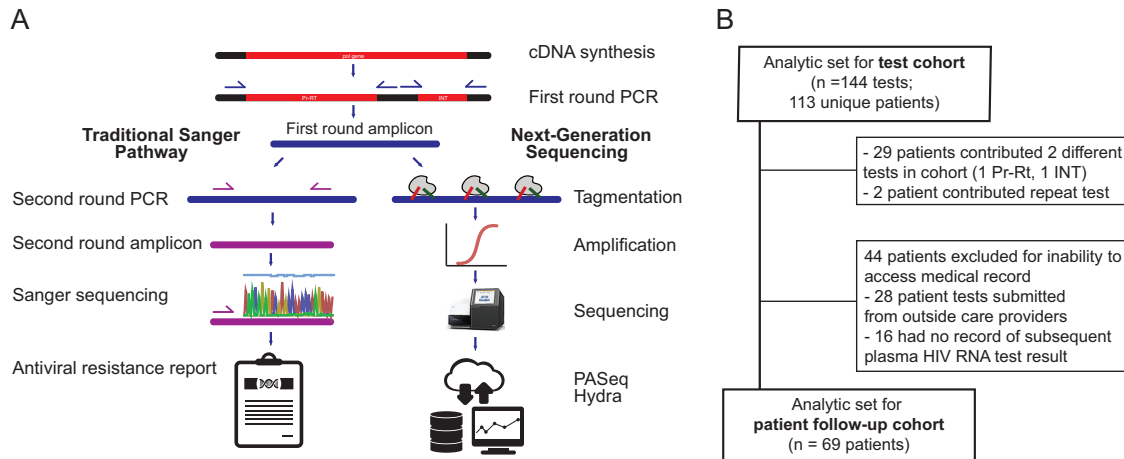 A
pol gene
cDNA synthesis
Pr-RT
INT
First round PCR
First round amplicon
Traditional Sanger
Pathway
Next-Generation
Sequencing
Second round PCR
Tagmentation
Second round amplicon
Amplification
Sanger sequencing
Sequencing
Antiviral resistance report
PASeq
Hydra
B
Analytic set for test cohort
(n =144 tests;
113 unique patients)
- 29 patients contributed 2 different
tests in cohort (1 Pr-Rt, 1 INT)
- 2 patient contributed repeat test
44 patients excluded for inability to
access medical record
- 28 patient tests submitted
from outside care providers
- 16 had no record of subsequent
plasma HIV RNA test result
Analytic set for
patient follow-up cohort
(n = 69 patients)